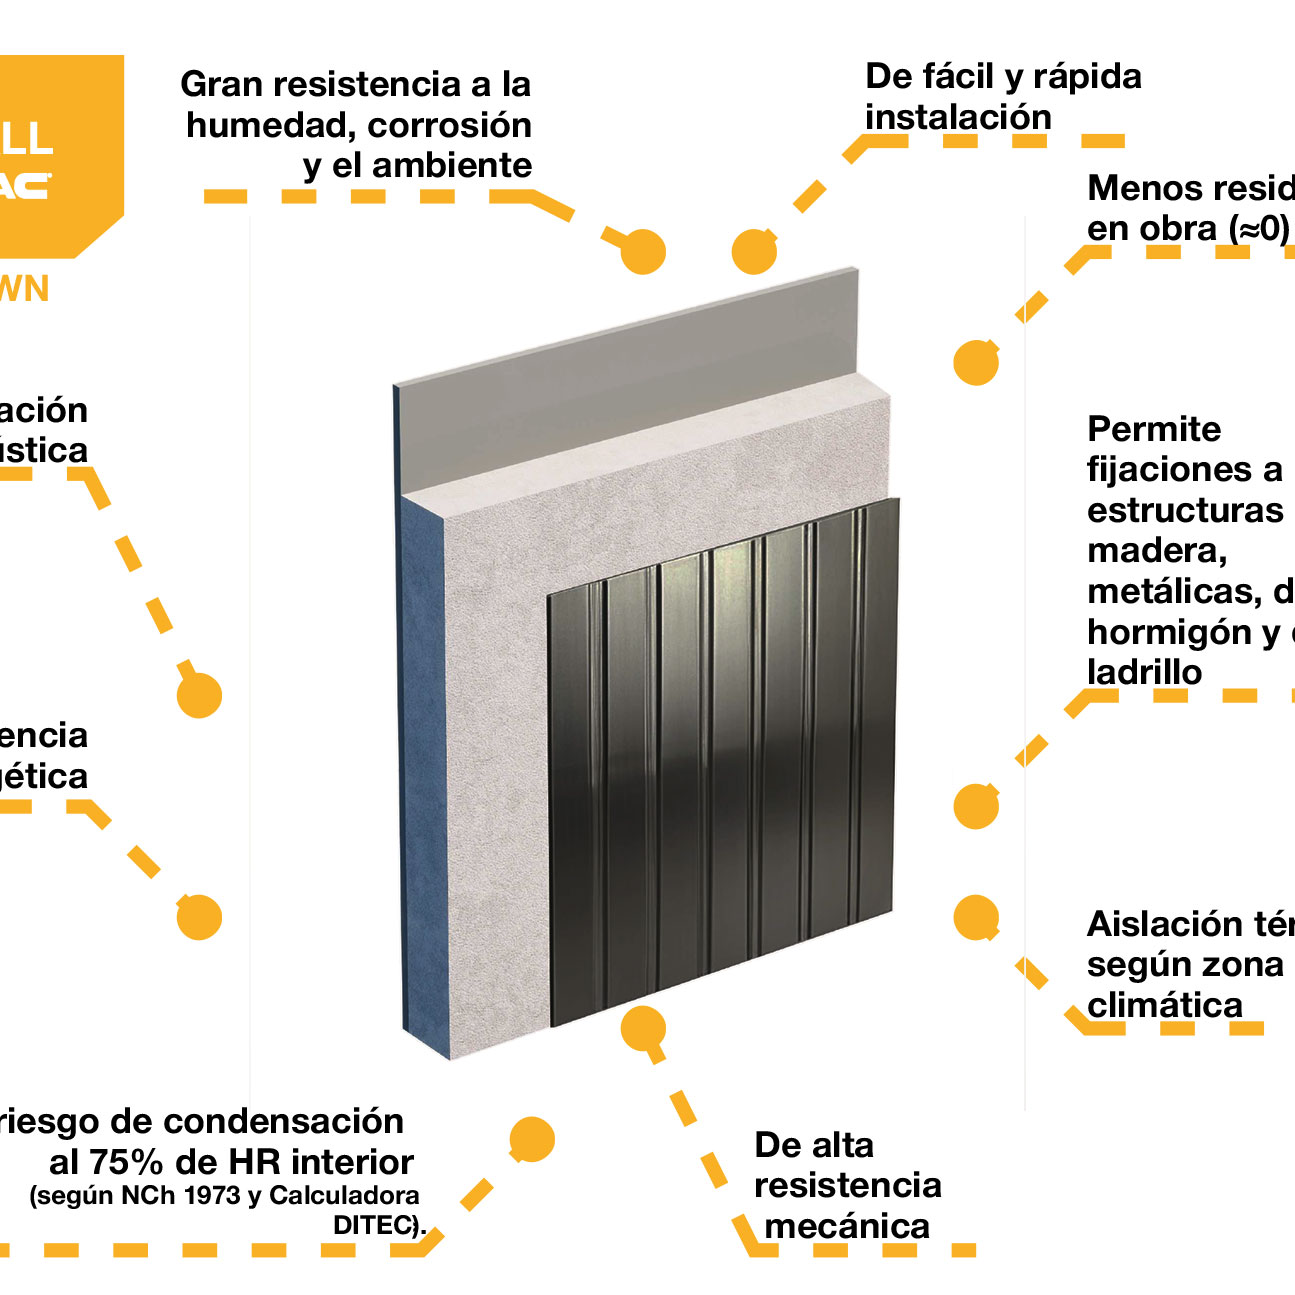 LL
AC
WN
Gran resistencia a la
humedad, corrosión
y el ambiente
De fácil y rápida
instalación
Menos resid
en obra (≈0)
ación
ística
Permite
fijaciones a
estructuras
madera,
metálicas, d
hormigón y
ladrillo
encia
gética
Aislación tér
según zona
climática
riesgo de condensación
al 75% de HR interior
(según NCh 1973 y Calculadora
DITEC).
De alta
resistencia
mecánica